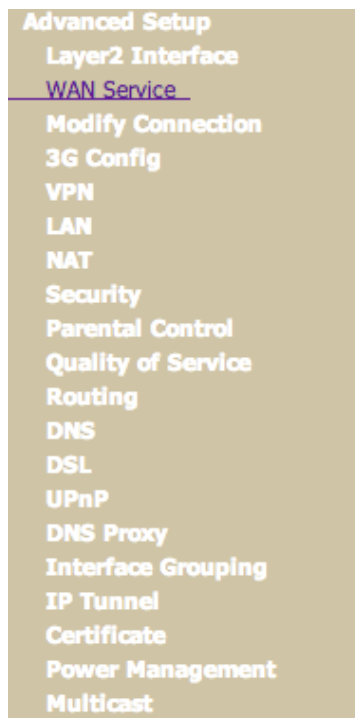 Advanced Setup
Layer2 Interface
WAN Service
Modify Connection
3G Config
VPN
LAN
NAT
Security
Parental Control
Quality of Service
Routing
DNS
DSL
UPnP
DNS Proxy
Interface Grouping
IP Tunnel
Certificate
Power Management
Multicast